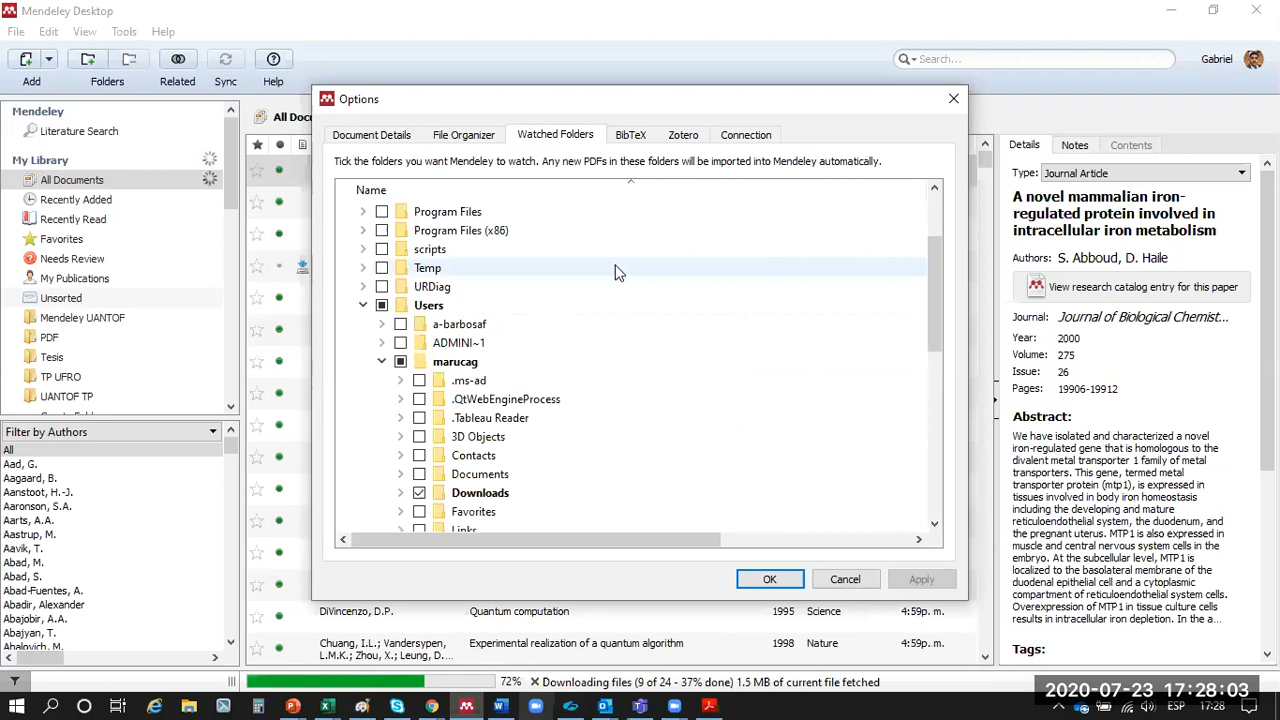 Mendeley Desktop
File Edit View Tools Help
Add Folders Related Sync Help
Search...
Gabriel
Mendeley
Literature Search
My Library
All Documents
Recently Added
Recently Read
Favorites
Needs Review
My Publications
Unsorted
Mendeley UANTOF
PDF
Tesis
TP UFRO
UANTOF TP
Filter by Authors
All
Aad, G.
Aagaard, B.
Aanstoot, H.-J.
Aaronson, S.A.
Aarts, A.A.
Aastrup, M.
Aavik, T.
Abad, M.
Abad, S.
Abad-Fuentes, A.
Abadir, Alexander
Abajobir, A.A.
Abajyan, T.
Abalovich, M.
All Docu
Options
Document Details File Organizer Watched Folders BibTeX Zotero Connection
Tick the folders you want Mendeley to watch. Any new PDFs in these folders will be imported into Mendeley automatically.
Name
Program Files
Program Files (x86)
scripts
Temp
URDiag
Users
a-barbosaf
ADMINI~1
marucag
.ms-ad
.QtWebEngineProcess
.Tableau Reader
3D Objects
Contacts
Documents
Downloads
Favorites
Links
OK Cancel Apply
DiVincenzo, D.P. Quantum computation 1995 Science 4:59p. m.
Chuang, I.L.; Vandersypen, Experimental realization of a quantum algorithm 1998 Nature 4:59p. m.
L.M.K.; Zhou, X.; Leung, D....
Details Notes Contents
Type: Journal Article
A novel mammalian iron-
regulated protein involved in
intracellular iron metabolism
Authors: S. Abboud, D. Haile
View research catalog entry for this paper
Journal: Journal of Biological Chemist...
Year: 2000
Volume: 275
Issue: 26
Pages: 19906-19912
Abstract:
We have isolated and characterized a novel
iron-regulated gene that is homologous to the
divalent metal transporter 1 family of metal
transporters. This gene, termed metal
transporter protein (mtp1), is expressed in
tissues involved in body iron homeostasis
including the developing and mature
reticuloendothelial system, the duodenum, and
the pregnant uterus. MTP1 is also expressed in
muscle and central nervous system cells in the
embryo. At the subcellular level, MTP1 is
localized to the basolateral membrane of the
duodenal epithelial cell and a cytoplasmic
compartment of reticuloendothelial system cells.
Overexpression of MTP1 in tissue culture cells
results in intracellular iron depletion. In the a...
Tags:
72% Downloading files (9 of 24 - 37% done) 1.5 MB of current file fetched
2020-07-23 17:28:03
ESP 17:28